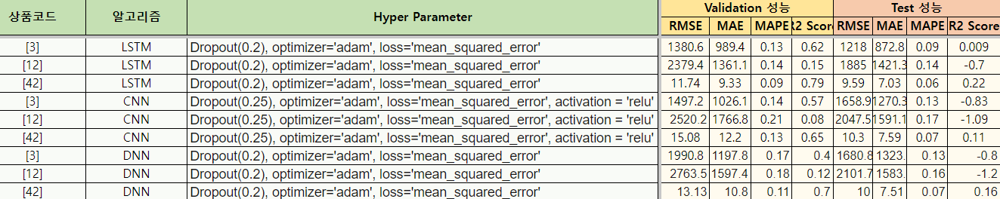 상품코드 알고리즘 Hyper Parameter Validation 성능 Test 성능
RMSE MAE MAPE R2 Score RMSE MAE MAPE R2 Score
[3] LSTM Dropout(0.2), optimizer='adam', loss='mean_squared_error' 1380.6 989.4 0.13 0.62 1218 872.8 0.09 0.009
[12] LSTM Dropout(0.2), optimizer='adam', loss='mean_squared_error' 2379.4 1361.1 0.14 0.15 1885 1421.3 0.14 -0.7
[42] LSTM Dropout(0.2), optimizer='adam', loss='mean_squared_error' 11.74 9.33 0.09 0.79 9.59 7.03 0.06 0.22
[3] CNN Dropout(0.25), optimizer='adam', loss='mean_squared_error', activation = 'relu' 1497.2 1026.1 0.14 0.57 1658.9 1270.3 0.13 -0.83
[12] CNN Dropout(0.25), optimizer='adam', loss='mean_squared_error', activation = 'relu' 2520.2 1766.8 0.21 0.08 2047.5 1591.1 0.17 -1.09
[42] CNN Dropout(0.25), optimizer='adam', loss='mean_squared_error', activation = 'relu' 15.08 12.2 0.13 0.65 10.3 7.59 0.07 0.11
[3] DNN Dropout(0.2), optimizer='adam', loss='mean_squared_error' 1990.8 1197.8 0.17 0.4 1680.8 1323. 0.13 -0.8
[12] DNN Dropout(0.2), optimizer='adam', loss='mean_squared_error' 2763.5 1597.4 0.18 0.12 2101.7 1583. 0.16 -1.2
[42] DNN Dropout(0.2), optimizer='adam', loss='mean_squared_error' 13.13 10.8 0.11 0.7 10 7.51 0.07 0.16